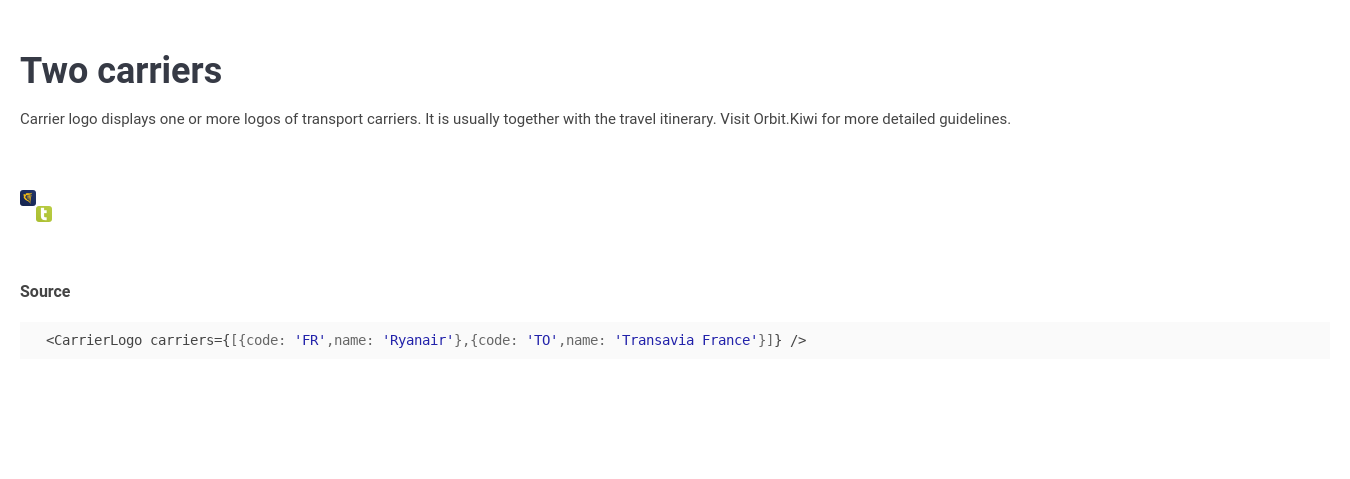 Two carriers
Carrier logo displays one or more logos of transport carriers. It is usually together with the travel itinerary. Visit Orbit.Kiwi for more detailed guidelines.
t
Source
<CarrierLogo carriers={[{code: 'FR',name: 'Ryanair'},{code: 'TO',name: 'Transavia France'}]} />